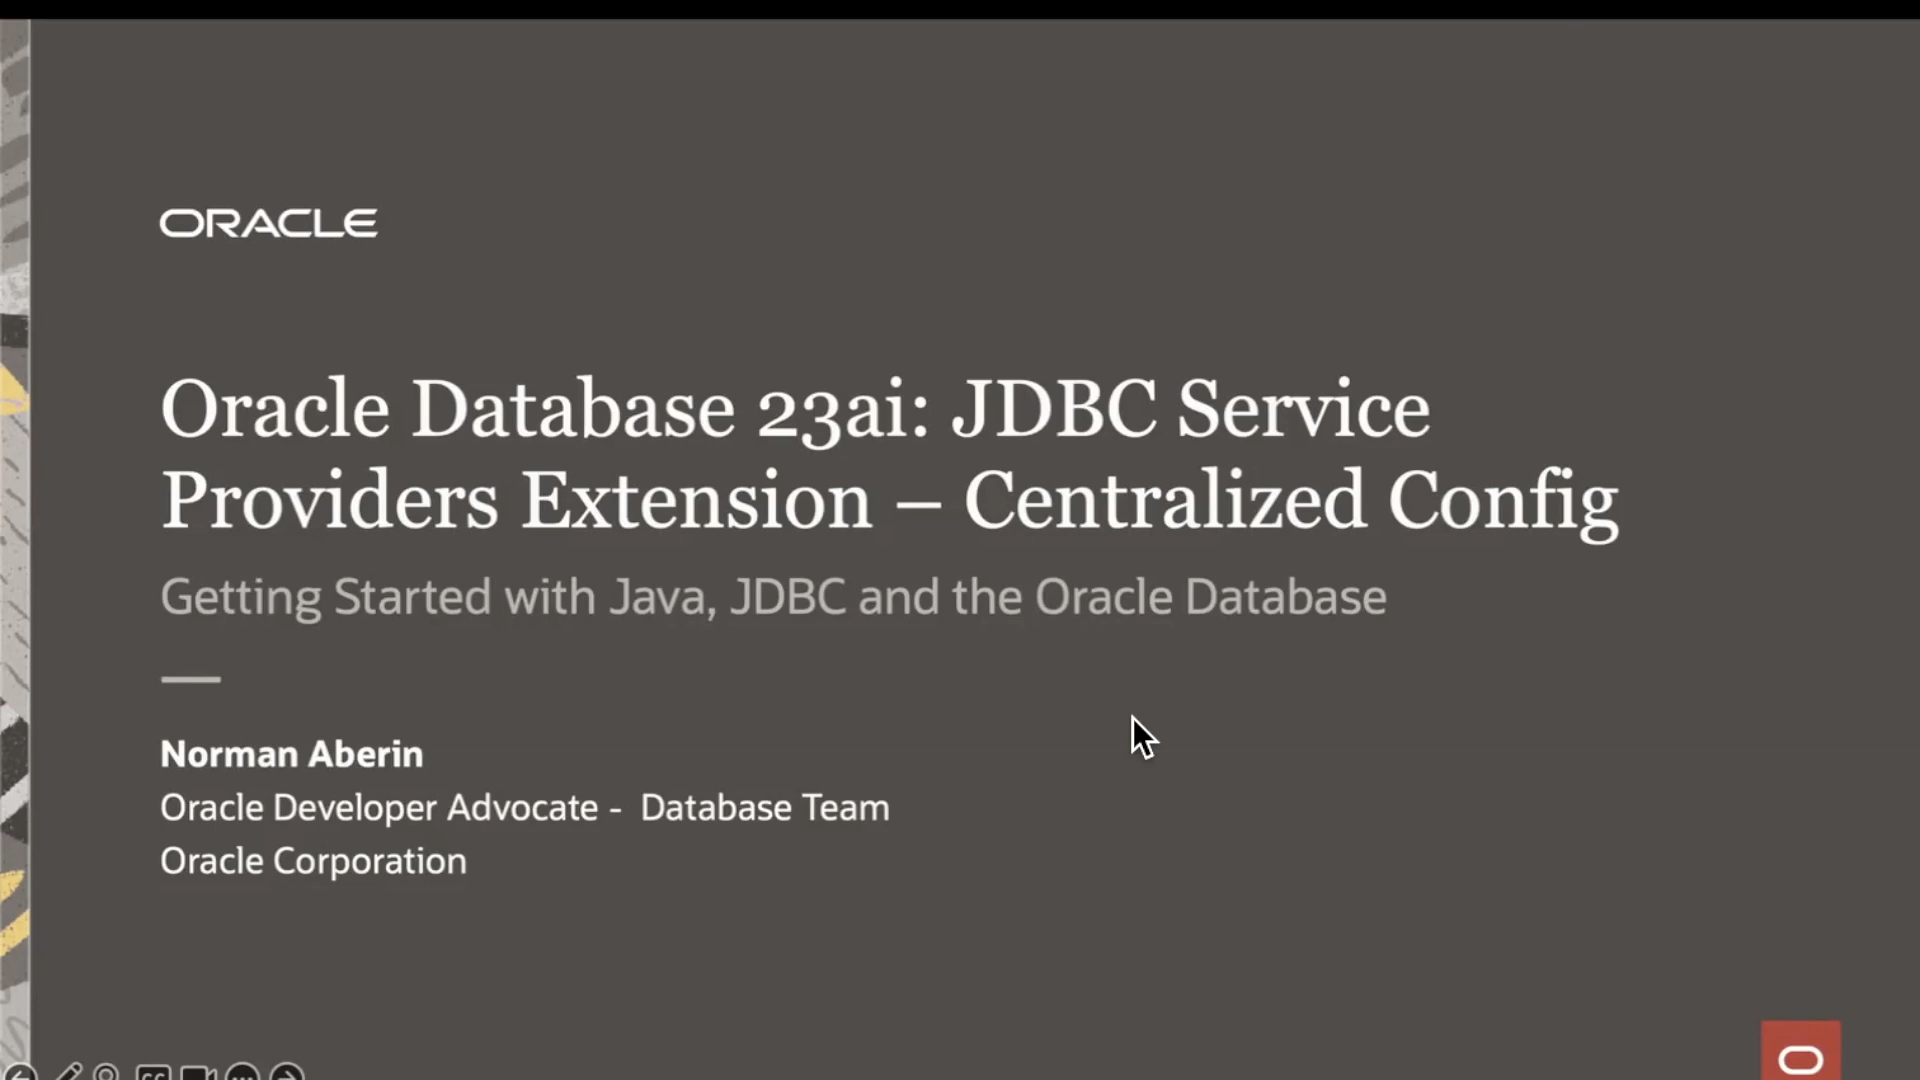 ORACLE
Oracle Database 23ai: JDBC Service
Providers Extension – Centralized Config
Getting Started with Java, JDBC and the Oracle Database
Norman Aberin
Oracle Developer Advocate -  Database Team
Oracle Corporation
CC